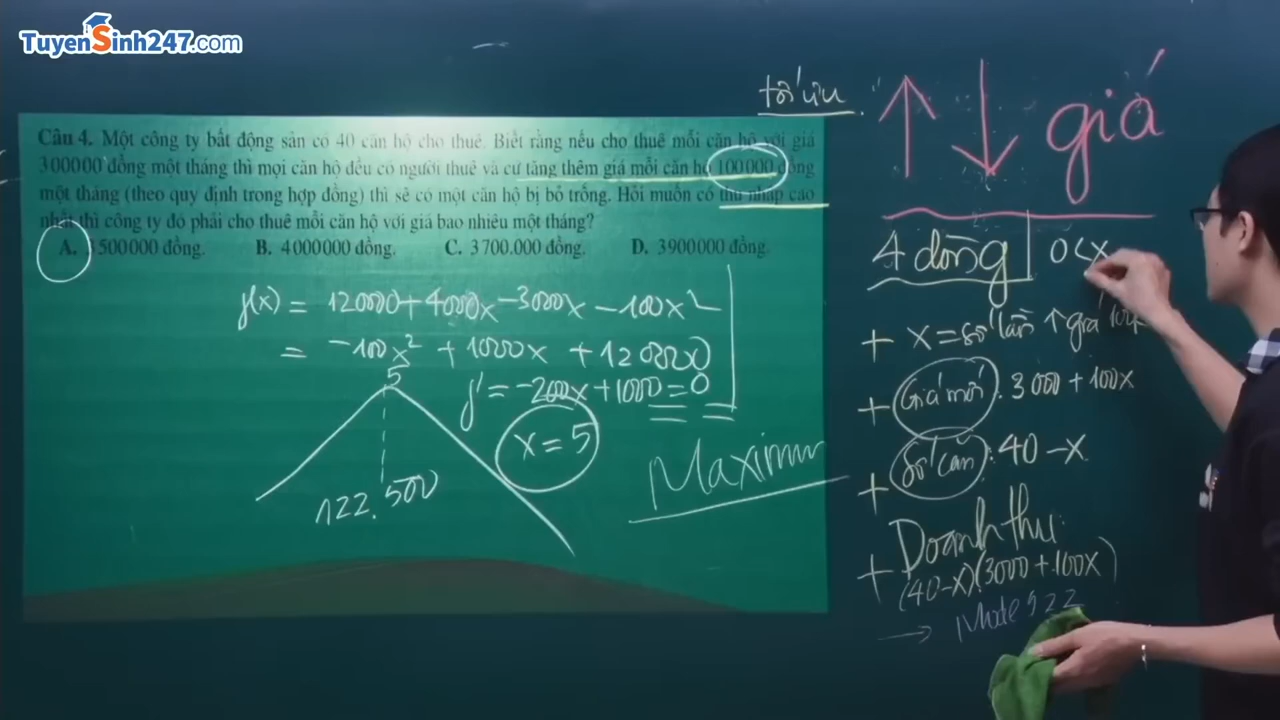 TuyenSinh247.com
Câu 4. Một công ty bất động sản có 40 căn hộ cho thuê. Biết rằng nếu cho thuê mỗi căn hộ với giá
3000000 đồng một tháng thì mọi căn hộ đều có người thuê và cứ tăng thêm giá mỗi căn hộ 100000 đồng
một tháng (theo quy định trong hợp đồng) thì sẽ có một căn hộ bị bỏ trống. Hỏi muốn có thu nhập cao
nhất thì công ty đó phải cho thuê mỗi căn hộ với giá bao nhiêu một tháng?
A. 3500000 đồng. B. 4000000 đồng. C. 3700.000 đồng. D. 3900000 đồng.
f(x) = 120000 + 4000x - 3000x - 100x²
= -100x² + 1000x + 120000
y' = -200x + 1000 = 0
5
x = 5
122.500
Maximum
tối ưu
↑ ↓ giá
4 dòng | 0 < x
+ x = số lần ↑ giá 100k
+ Giá mới: 3000 + 100x
+ Số căn: 40 - x
+ Doanh thu:
(40-x)(3000+100x)
→ Mode 9 2 2